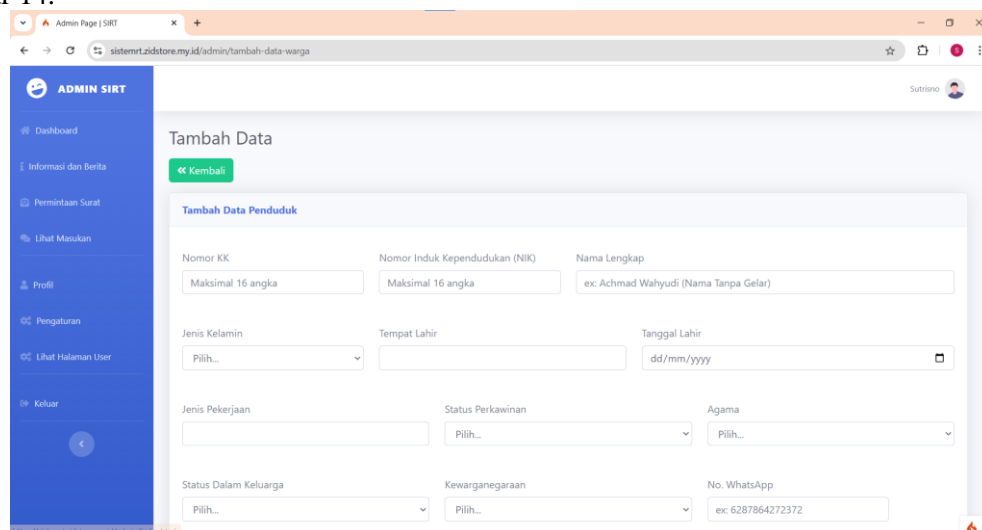 Admin Page | SIRT
sistemrt.zidstore.my.id/admin/tambah-data-warga
S
ADMIN SIRT
Sutrisno
Dashboard
Informasi dan Berita
Permintaan Surat
Lihat Masukan
Profil
Pengaturan
Lihat Halaman User
Keluar
Tambah Data
Kembali
Tambah Data Penduduk
Nomor KK Nomor Induk Kependudukan (NIK) Nama Lengkap
Maksimal 16 angka Maksimal 16 angka ex: Achmad Wahyudi (Nama Tanpa Gelar)
Jenis Kelamin Tempat Lahir Tanggal Lahir
Pilih... dd/mm/yyyy
Jenis Pekerjaan Status Perkawinan Agama
Pilih... Pilih...
Status Dalam Keluarga Kewarganegaraan No. WhatsApp
Pilih... Pilih... ex: 6287864272372